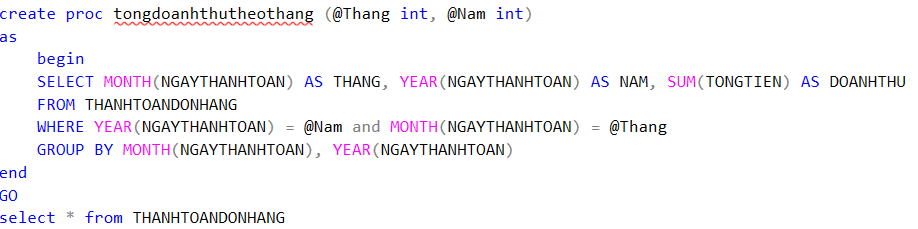 create proc tongdoanhthutheothang (@Thang int, @Nam int)
as
begin
SELECT MONTH(NGAYTHANHTOAN) AS THANG, YEAR(NGAYTHANHTOAN) AS NAM, SUM(TONGTIEN) AS DOANHTHU
FROM THANHTOANDONHANG
WHERE YEAR(NGAYTHANHTOAN) = @Nam and MONTH(NGAYTHANHTOAN) = @Thang
GROUP BY MONTH(NGAYTHANHTOAN), YEAR(NGAYTHANHTOAN)
end
GO
select * from THANHTOANDONHANG